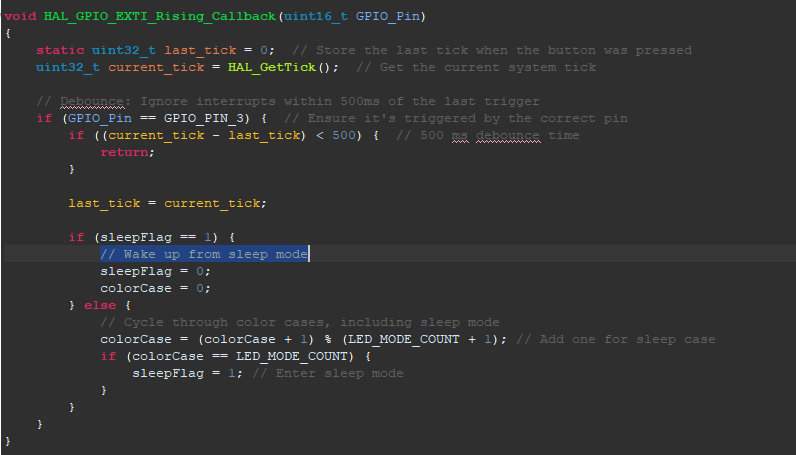 void HAL_GPIO_EXTI_Rising_Callback(uint16_t GPIO_Pin)
{
    static uint32_t last_tick = 0;  // Store the last tick when the button was pressed
    uint32_t current_tick = HAL_GetTick();  // Get the current system tick

    // Debounce: Ignore interrupts within 500ms of the last trigger
    if (GPIO_Pin == GPIO_PIN_3) {  // Ensure it's triggered by the correct pin
        if ((current_tick - last_tick) < 500) {  // 500 ms debounce time
            return;
        }

        last_tick = current_tick;

        if (sleepFlag == 1) {
            // Wake up from sleep mode
            sleepFlag = 0;
            colorCase = 0;
        } else {
            // Cycle through color cases, including sleep mode
            colorCase = (colorCase + 1) % (LED_MODE_COUNT + 1); // Add one for sleep case
            if (colorCase == LED_MODE_COUNT) {
                sleepFlag = 1; // Enter sleep mode
            }
        }
    }
}